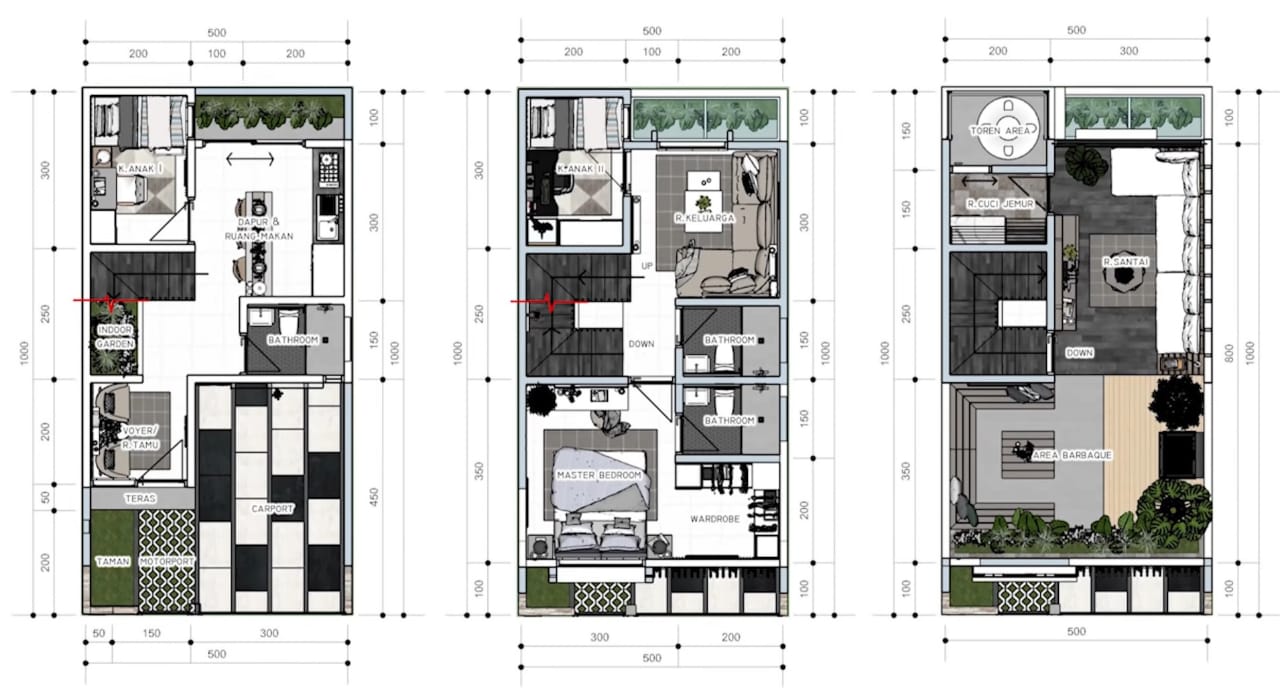 500
200
100
200
300
250
1000
200
50
200
100
300
150
1000
450
K.ANAK I
DAPUR &
RUANG MAKAN
INDOOR
GARDEN
BATHROOM
VOYER/
R.TAMU
TERAS
CARPORT
TAMAN
MOTORPORT
50
150
300
500
500
200
100
200
300
250
1000
350
100
100
300
150
1000
150
200
100
K.ANAK II
R.KELUARGA
UP
DOWN
BATHROOM
BATHROOM
MASTER BEDROOM
WARDROBE
300
200
500
500
200
300
150
150
250
1000
350
100
100
800
1000
100
TOREN AREA
R.CUCI JEMUR
R.SANTAI
DOWN
AREA BARBAQUE
500